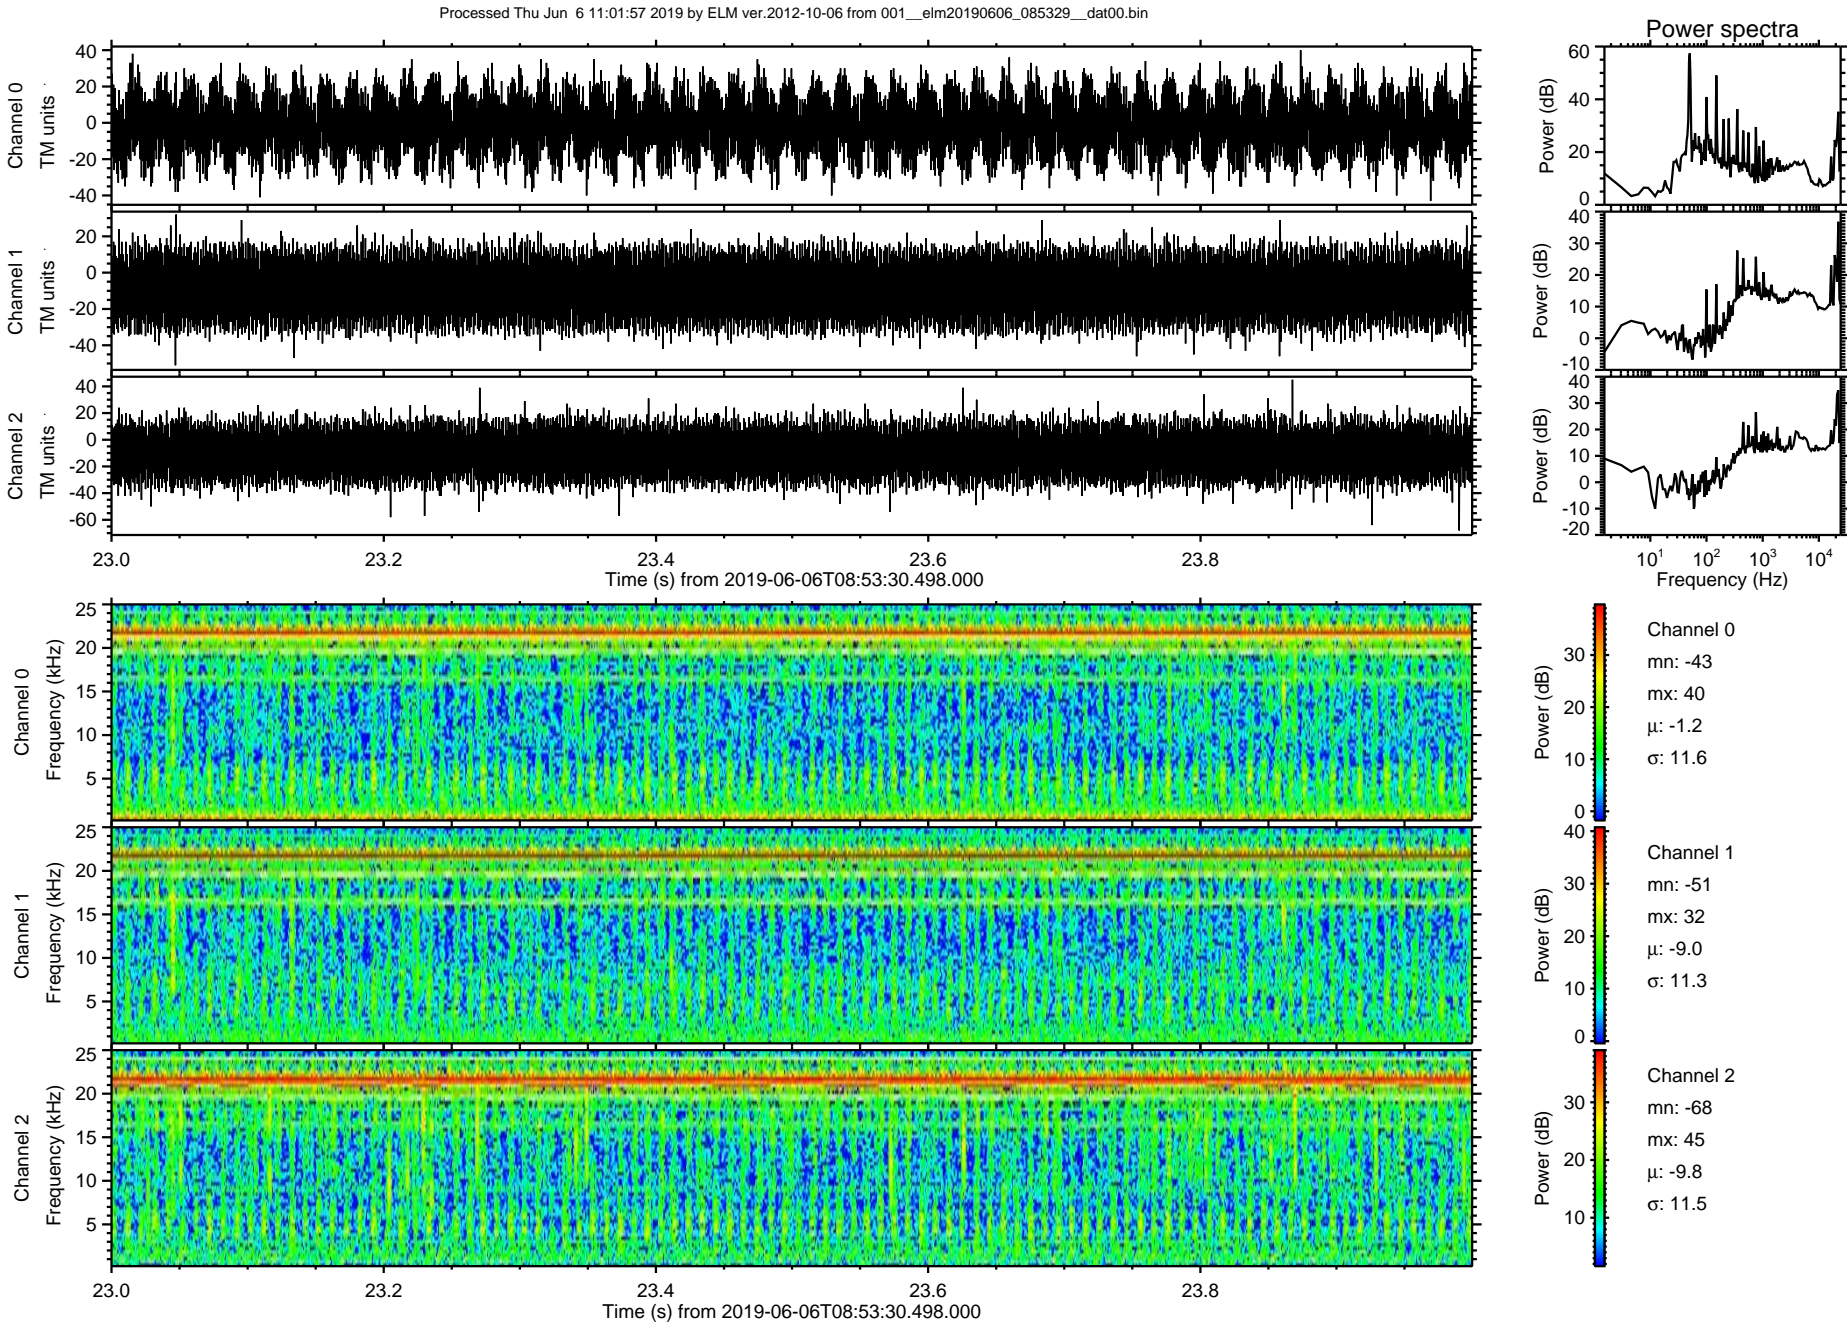 Processed Thu Jun 6 11:01:57 2019 by ELM ver.2012-10-06 from 001__elm20190606_085329__dat00.bin
Power spectra
Channel 0
TM units
40
20
0
-20
-40
Power (dB)
60
40
20
0
Channel 1
TM units
20
0
-20
-40
Power (dB)
40
30
20
10
0
-10
Channel 2
TM units
40
20
0
-20
-40
-60
Power (dB)
40
30
20
10
0
-10
-20
23.0 23.2 23.4 23.6 23.8
Time (s) from 2019-06-06T08:53:30.498.000
10¹ 10² 10³ 10⁴
Frequency (Hz)
Channel 0
Frequency (kHz)
25
20
15
10
5
Power (dB)
30
20
10
0
Channel 0
mn: -43
mx: 40
μ: -1.2
σ: 11.6
Channel 1
Frequency (kHz)
25
20
15
10
5
Power (dB)
40
30
20
10
0
Channel 1
mn: -51
mx: 32
μ: -9.0
σ: 11.3
Channel 2
Frequency (kHz)
25
20
15
10
5
Power (dB)
30
20
10
Channel 2
mn: -68
mx: 45
μ: -9.8
σ: 11.5
23.0 23.2 23.4 23.6 23.8
Time (s) from 2019-06-06T08:53:30.498.000